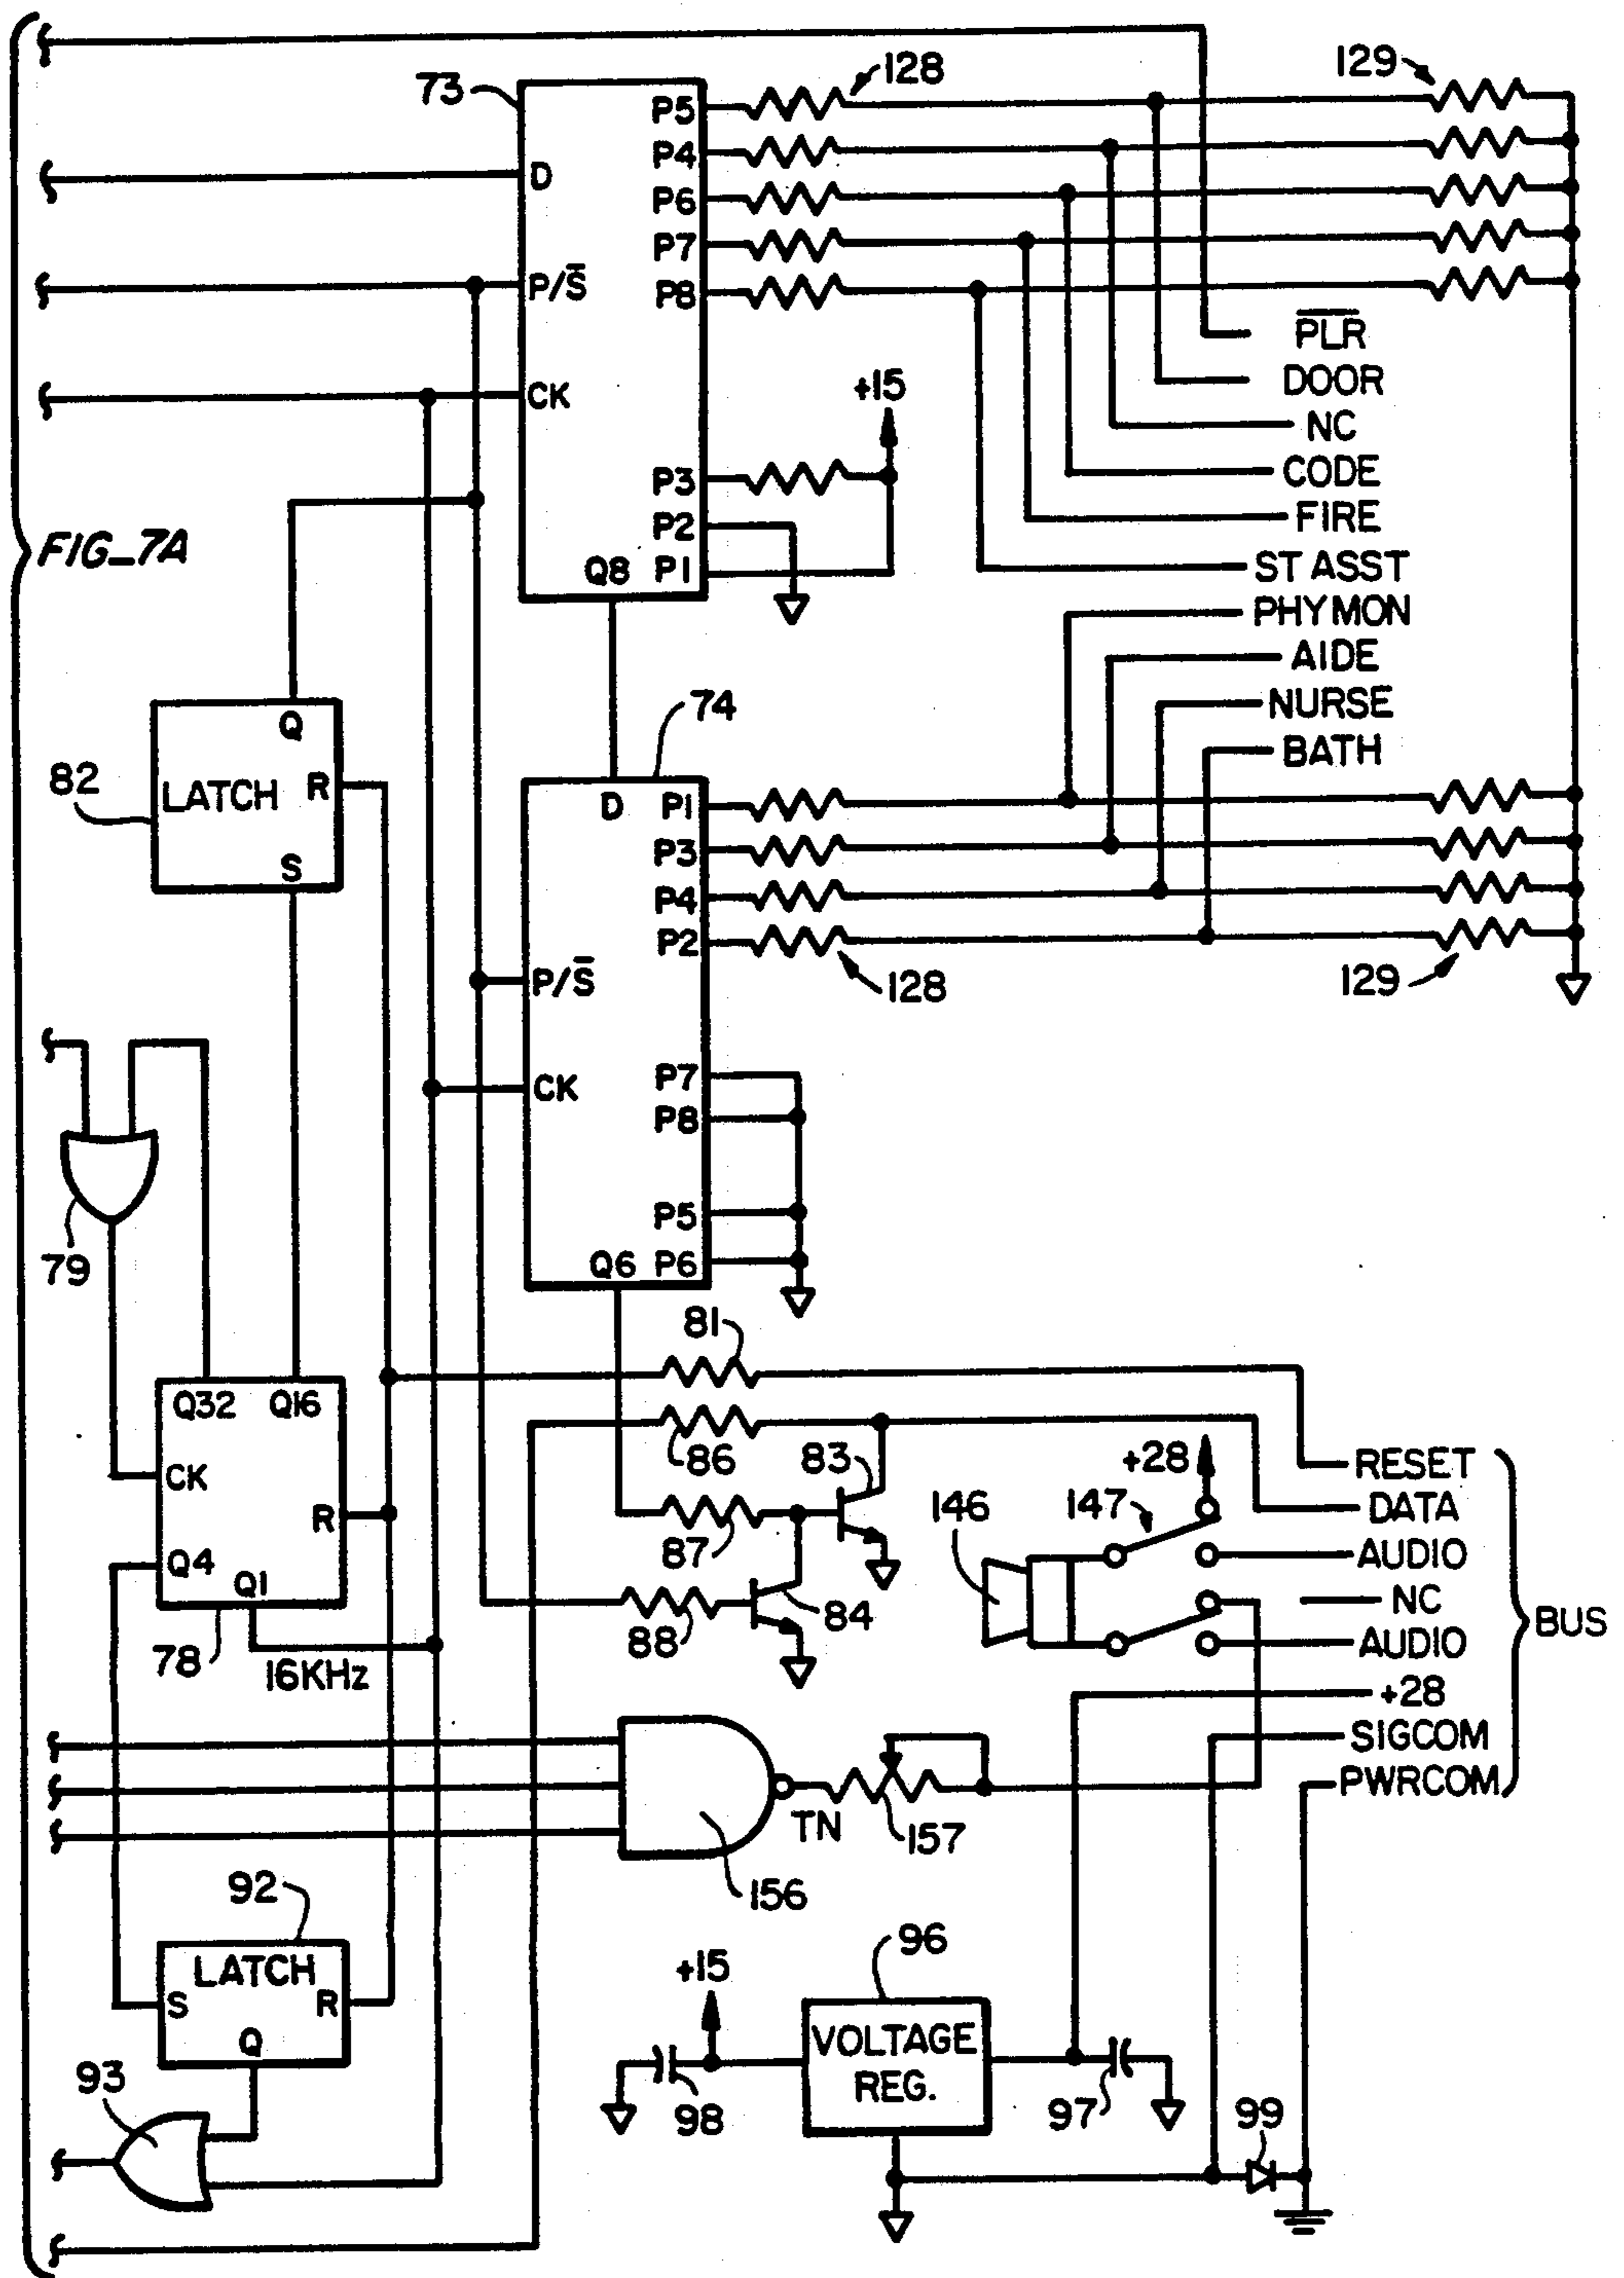 128
129
73
P5
P4
D
P6
P7
P/S̅
P8
P̅L̅R̅
DOOR
+15
CK
NC
CODE
P3
FIRE
P2
FIG_7A
Q8 P1
ST ASST
PHYMON
AIDE
74
NURSE
Q
BATH
82
LATCH
R
D
P1
P3
S
P4
P2
P/S̅
128
129
P7
CK
P8
P5
79
Q6 P6
81
Q32 Q16
86
83
+28
RESET
CK
146
147
DATA
R
87
AUDIO
Q4
Q1
84
NC
BUS
88
AUDIO
78
16KHz
+28
SIGCOM
PWRCOM
TN
157
92
156
96
LATCH
+15
S
R
VOLTAGE
REG.
Q
93
98
97
99